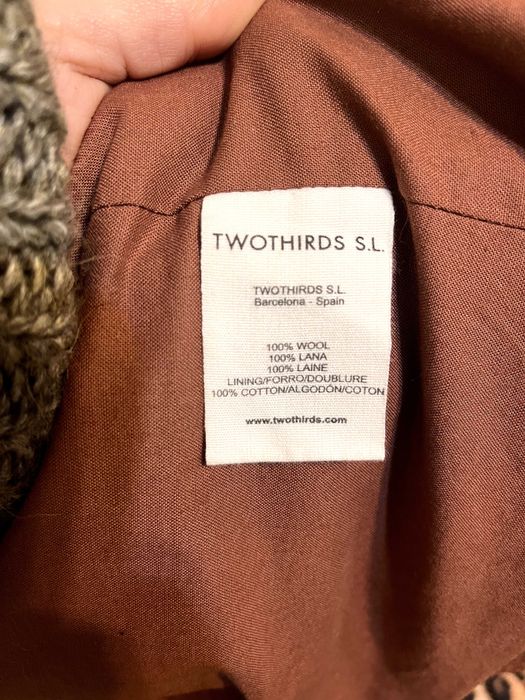 TWOTHIRDS S.L.
TWOTHIRDS S.L.
Barcelona - Spain
100% WOOL
100% LANA
100% LAINE
LINING/FORRO/DOUBLURE
100% COTTON/ALGODÓN/COTON
www.twothirds.com